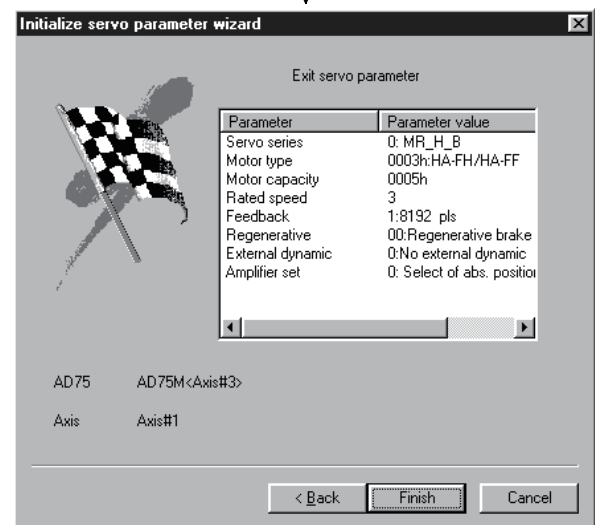 Initialize servo parameter wizard
Exit servo parameter
Parameter Parameter value
Servo series 0: MR_H_B
Motor type 0003h:HA-FH/HA-FF
Motor capacity 0005h
Rated speed 3
Feedback 1:8192 pls
Regenerative 00:Regenerative brake
External dynamic 0:No external dynamic
Amplifier set 0: Select of abs. position
AD75 AD75M<Axis#3>
Axis Axis#1
< Back Finish Cancel